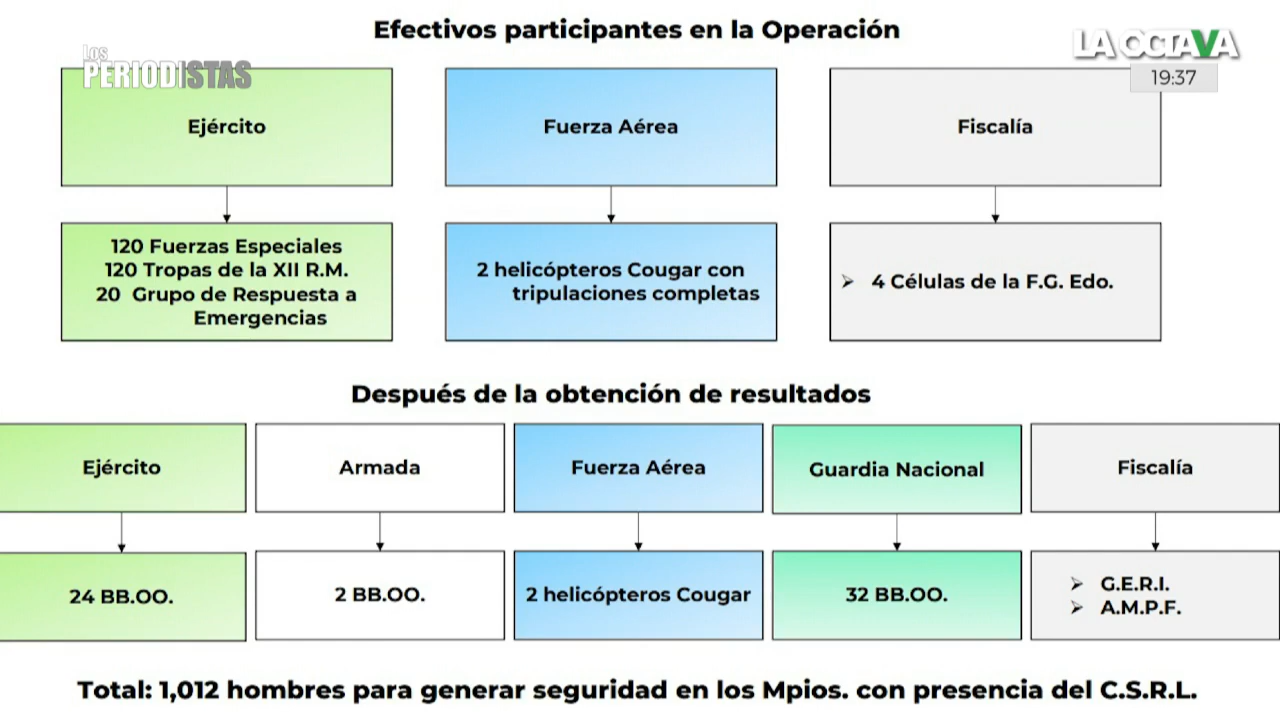 Efectivos participantes en la Operación
Los
PERIODISTAS
LA OCTAVA
19:37
Ejército
Fuerza Aérea
Fiscalía
120 Fuerzas Especiales
120 Tropas de la XII R.M.
20 Grupo de Respuesta a
Emergencias
2 helicópteros Cougar con
tripulaciones completas
➢ 4 Células de la F.G. Edo.
Después de la obtención de resultados
Ejército
Armada
Fuerza Aérea
Guardia Nacional
Fiscalía
24 BB.OO.
2 BB.OO.
2 helicópteros Cougar
32 BB.OO.
➢ G.E.R.I.
➢ A.M.P.F.
Total: 1,012 hombres para generar seguridad en los Mpios. con presencia del C.S.R.L.